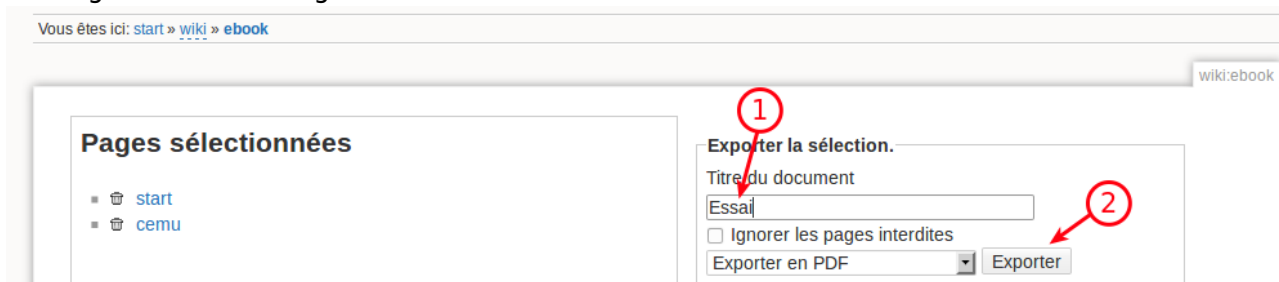 Vous êtes ici: start » wiki » ebook
wiki:ebook
Pages sélectionnées
start
cemu
1
Exporter la sélection.
Titre du document
Essai
2
Ignorer les pages interdites
Exporter en PDF
Exporter